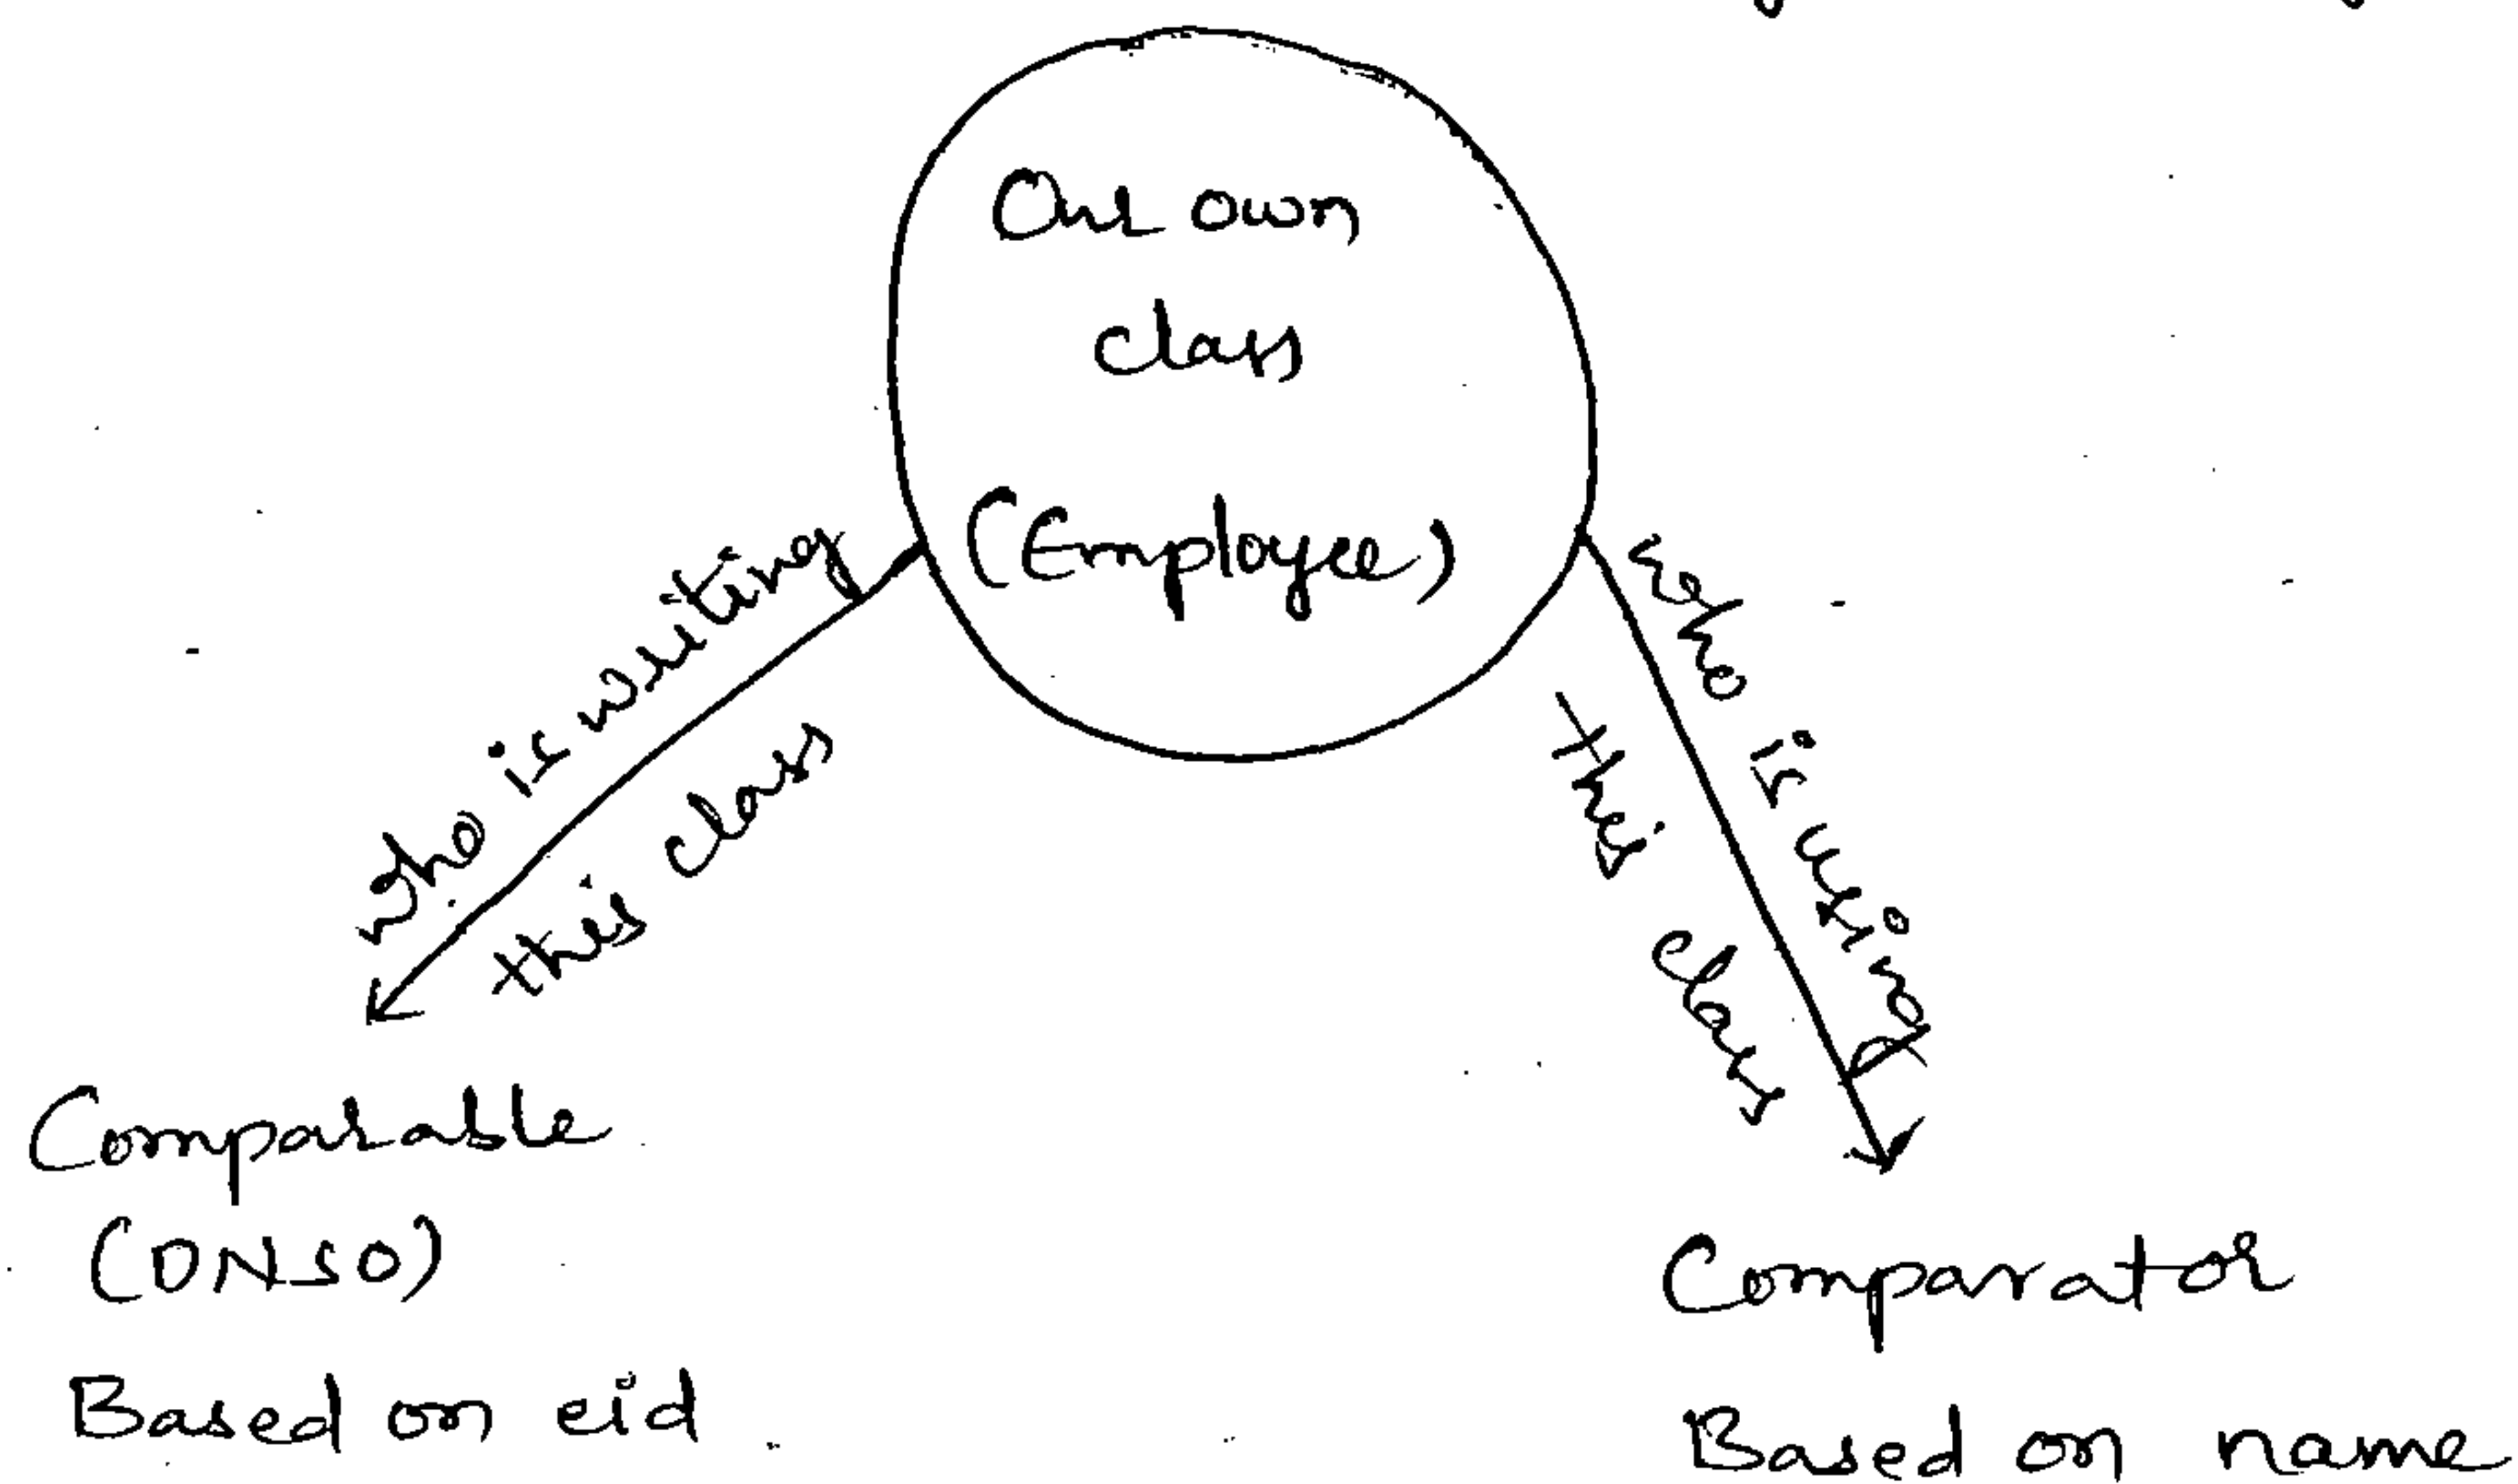 Our own
class
(Employee)
who is writing
this class
who is using
this class
Comparable
(DNSO)
Based on eid
Comparator
Based on name